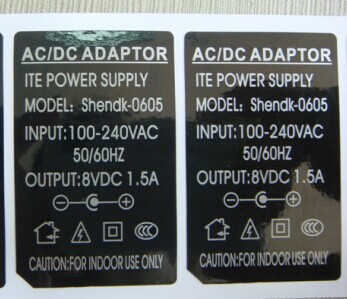 AC/DC ADAPTOR
ITE POWER SUPPLY
MODEL: Shendk-0605
INPUT:100-240VAC
50/60HZ
OUTPUT:8VDC 1.5A
CAUTION:FOR INDOOR USE ONLY
AC/DC ADAPTOR
ITE POWER SUPPLY
MODEL: Shendk-0605
INPUT:100-240VAC
50/60HZ
OUTPUT:8VDC 1.5A
CAUTION:FOR INDOOR USE ONLY